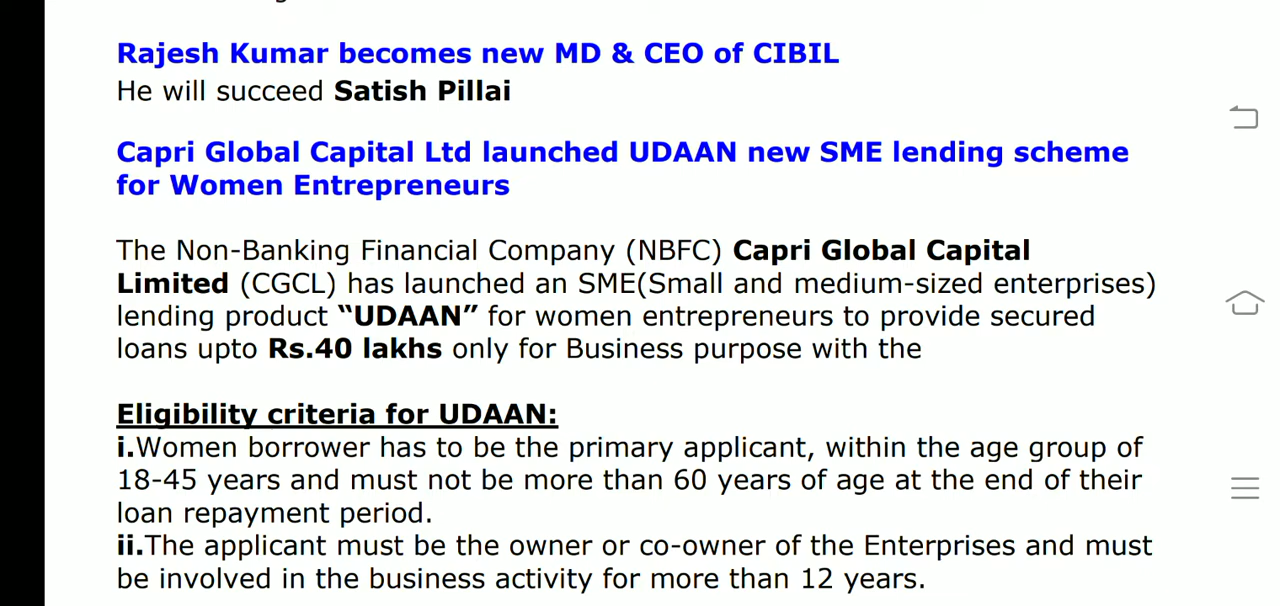 Rajesh Kumar becomes new MD & CEO of CIBIL
He will succeed Satish Pillai
Capri Global Capital Ltd launched UDAAN new SME lending scheme
for Women Entrepreneurs
The Non-Banking Financial Company (NBFC) Capri Global Capital
Limited (CGCL) has launched an SME(Small and medium-sized enterprises)
lending product “UDAAN” for women entrepreneurs to provide secured
loans upto Rs.40 lakhs only for Business purpose with the
Eligibility criteria for UDAAN:
i.Women borrower has to be the primary applicant, within the age group of
18-45 years and must not be more than 60 years of age at the end of their
loan repayment period.
ii.The applicant must be the owner or co-owner of the Enterprises and must
be involved in the business activity for more than 12 years.